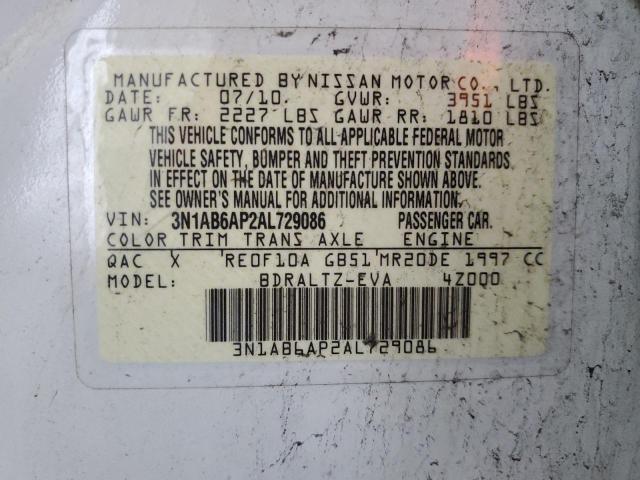 MANUFACTURED BY NISSAN MOTOR CO., LTD.
DATE: 07/10. GVWR: 3951 LBS
GAWR FR: 2227 LBS GAWR RR: 1810 LBS
THIS VEHICLE CONFORMS TO ALL APPLICABLE FEDERAL MOTOR
VEHICLE SAFETY, BUMPER AND THEFT PREVENTION STANDARDS
IN EFFECT ON THE DATE OF MANUFACTURE SHOWN ABOVE.
SEE OWNER'S MANUAL FOR ADDITIONAL INFORMATION.
VIN: 3N1AB6AP2AL729086 PASSENGER CAR.
COLOR TRIM TRANS AXLE ENGINE
QAC X RE0F10A GB51 MR20DE 1997 CC
MODEL: BDRALTZ-EVA 4Z000
3N1AB6AP2AL729086